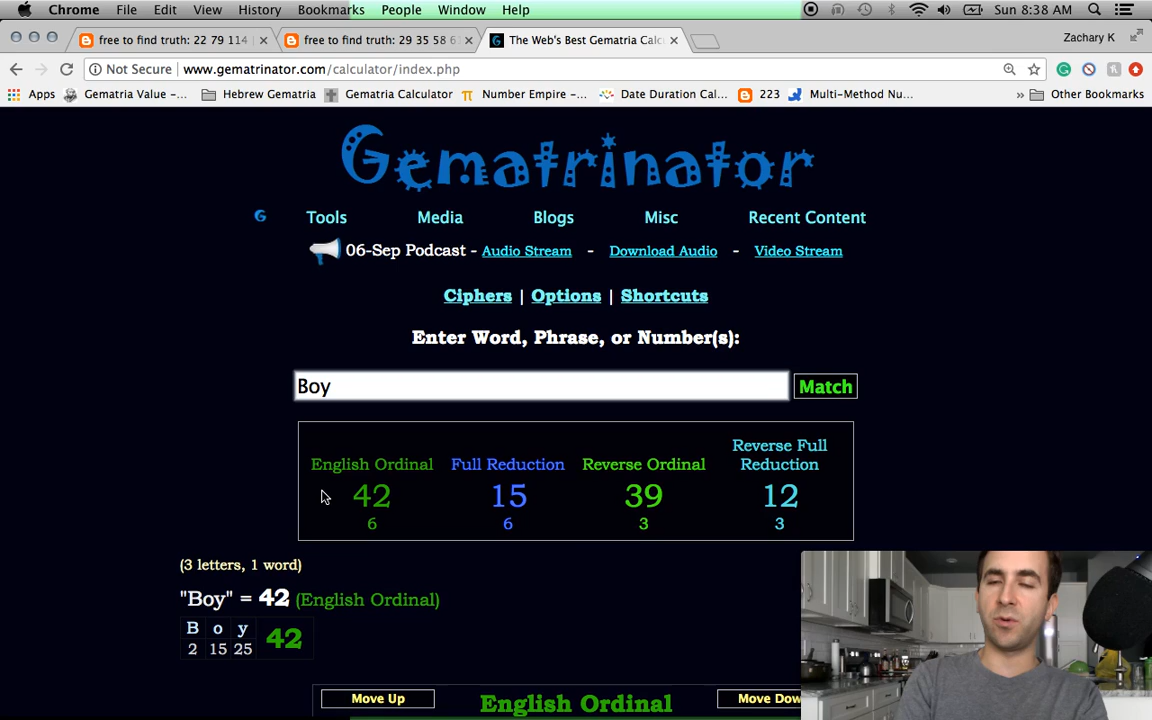 Chrome File Edit View History Bookmarks People Window Help Sun 8:38 AM
free to find truth: 22 79 114 free to find truth: 29 35 58 6 The Web's Best Gematria Calc Zachary K
Not Secure www.gematrinator.com/calculator/index.php
Apps Gematria Value -... Hebrew Gematria Gematria Calculator Number Empire -... Date Duration Cal... 223 Multi-Method Nu... » Other Bookmarks
Gematrinator
G Tools Media Blogs Misc Recent Content
06-Sep Podcast - Audio Stream - Download Audio - Video Stream
Ciphers | Options | Shortcuts
Enter Word, Phrase, or Number(s):
Boy Match
English Ordinal Full Reduction Reverse Ordinal Reverse Full Reduction
42 15 39 12
6 6 3 3
(3 letters, 1 word)
"Boy" = 42 (English Ordinal)
B o y 42
2 15 25
Move Up English Ordinal Move Dow